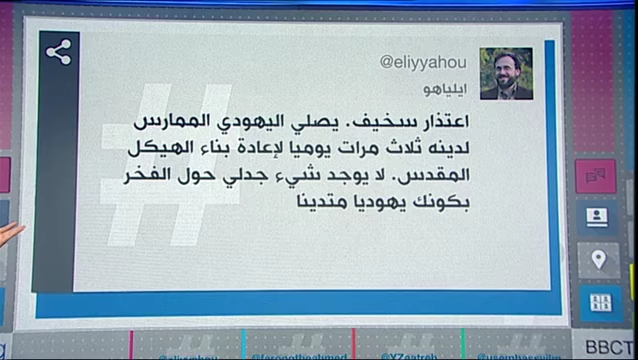 @eliyyahou
ايلياهو
اعتذار سخيف. يصلي اليهودي الممارس
لدينه ثلاث مرات يوميا لإعادة بناء الهيكل
المقدس. لا يوجد شيء جدلي حول الفخر
بكونك يهوديا متدينا
BBCT